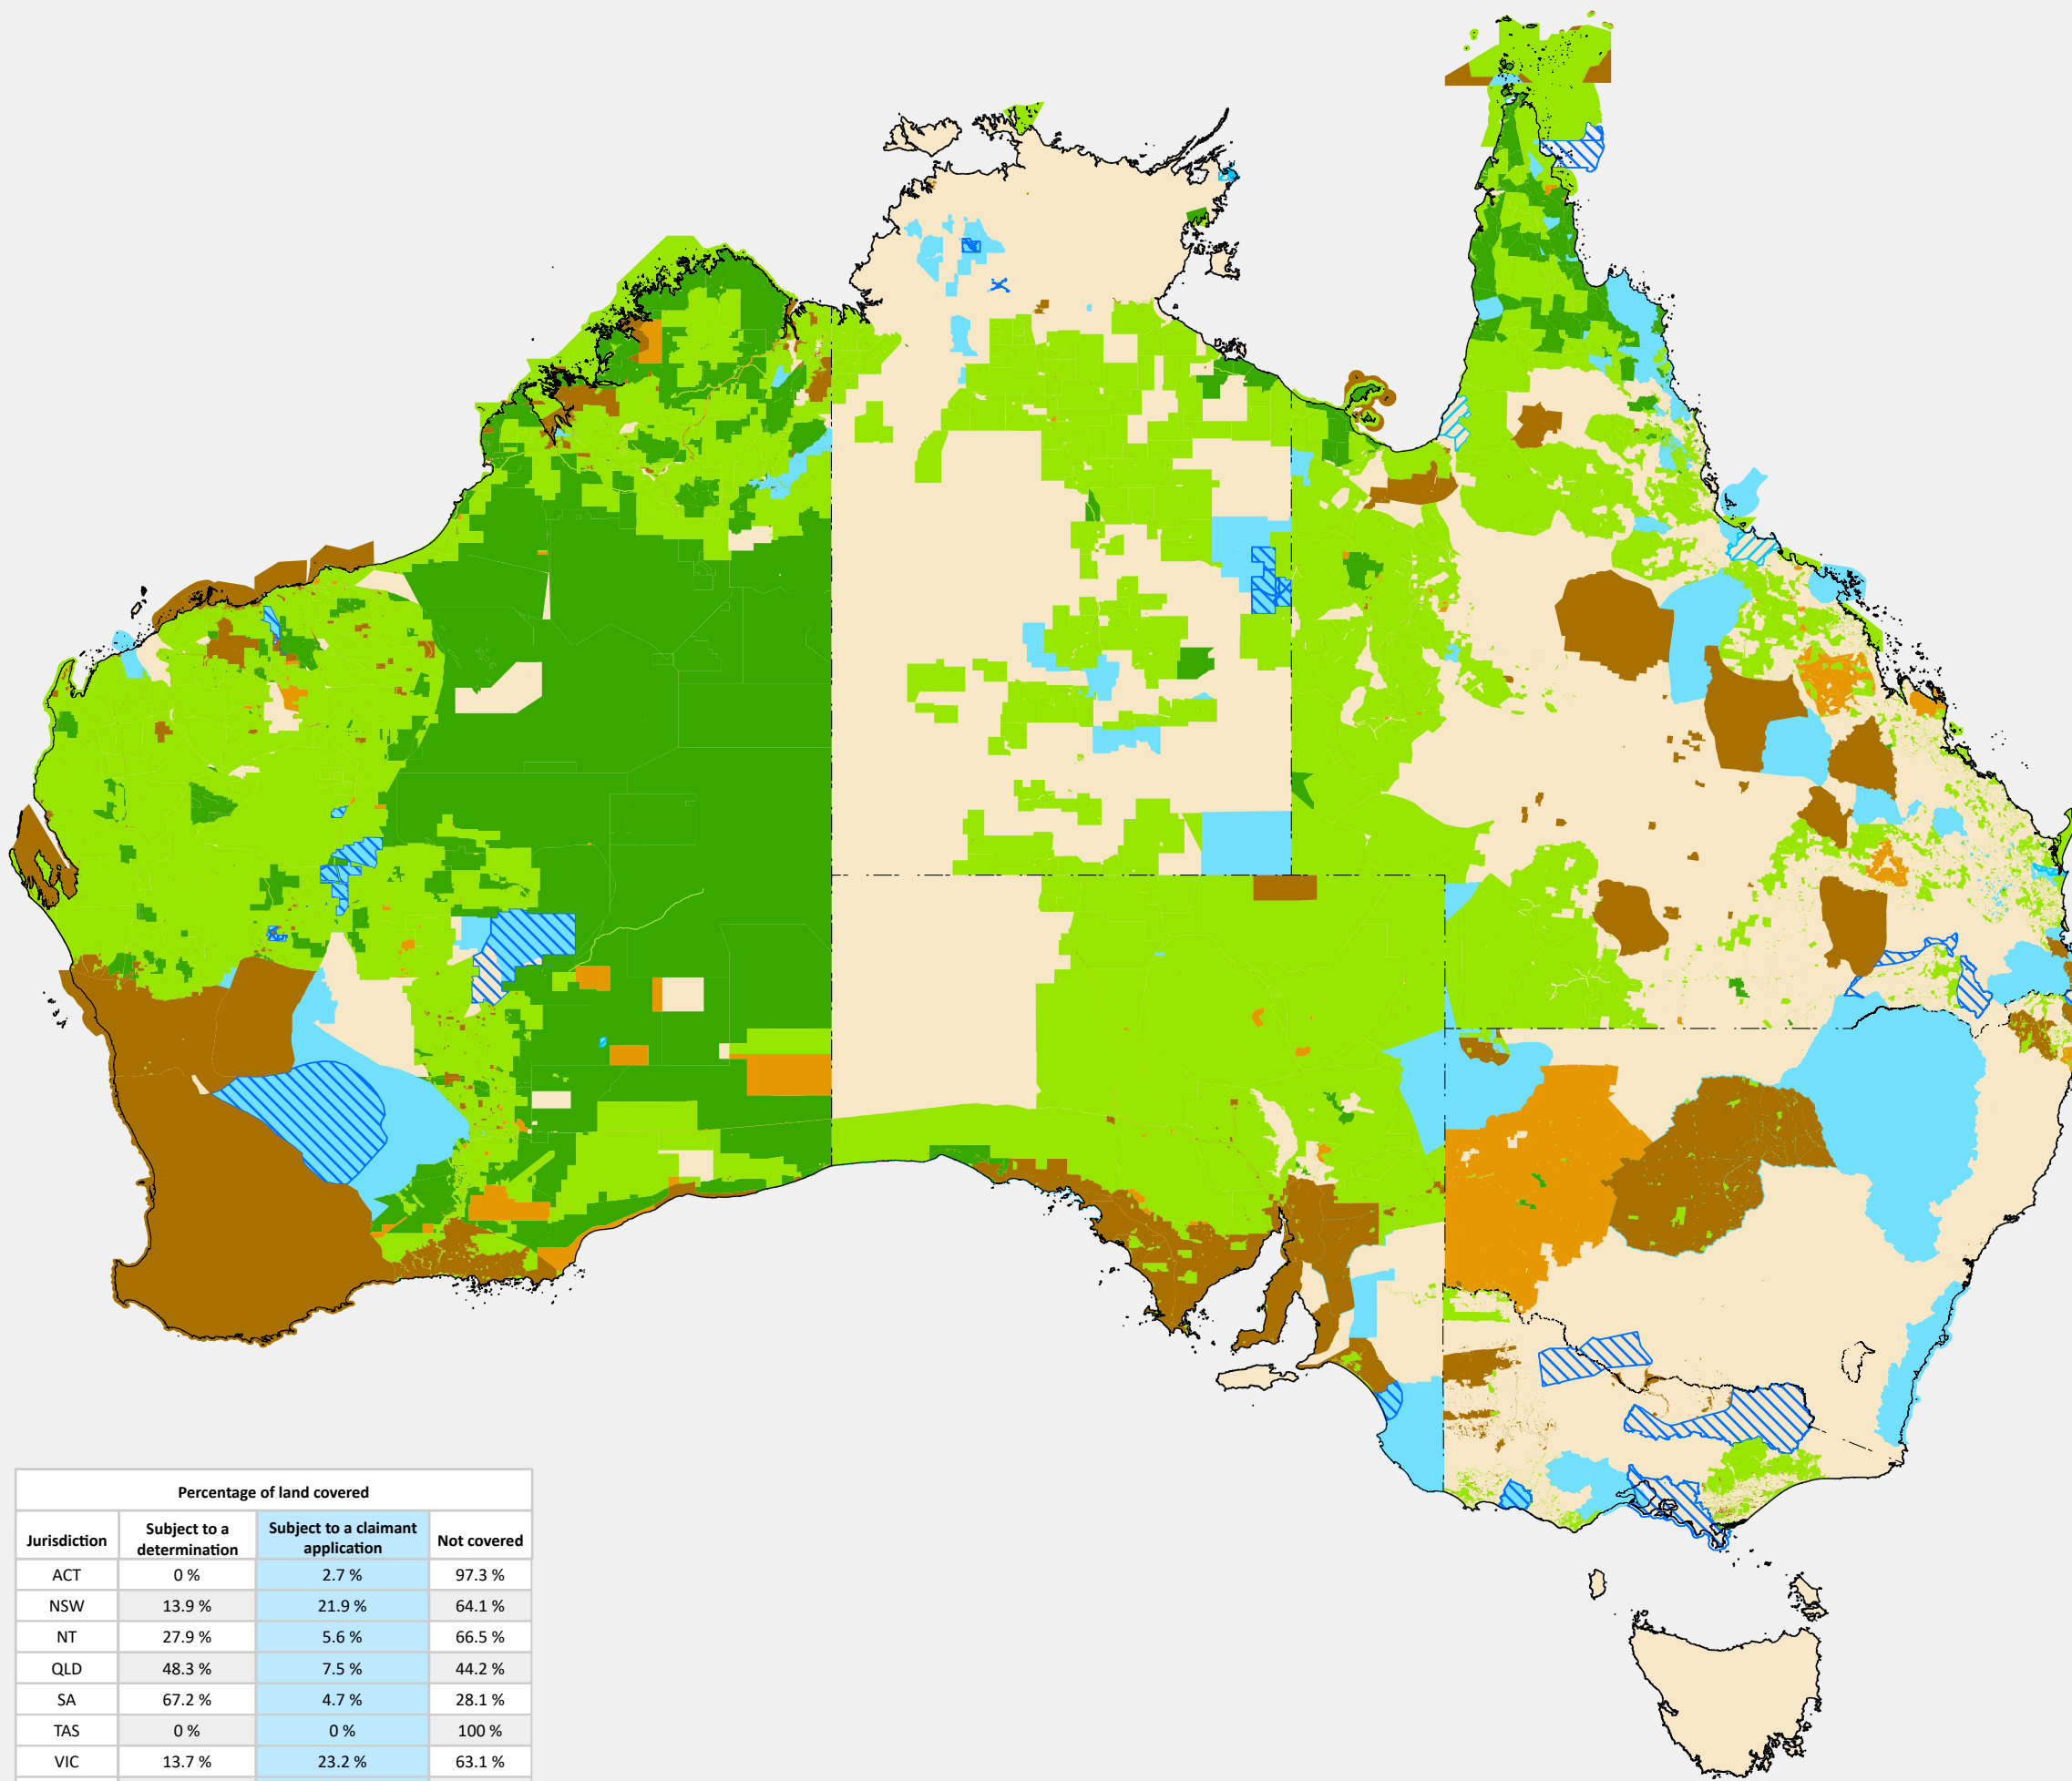 Percentage of land covered
Jurisdiction Subject to a determination Subject to a claimant application Not covered
ACT 0 % 2.7 % 97.3 %
NSW 13.9 % 21.9 % 64.1 %
NT 27.9 % 5.6 % 66.5 %
QLD 48.3 % 7.5 % 44.2 %
SA 67.2 % 4.7 % 28.1 %
TAS 0 % 0 % 100 %
VIC 13.7 % 23.2 % 63.1 %